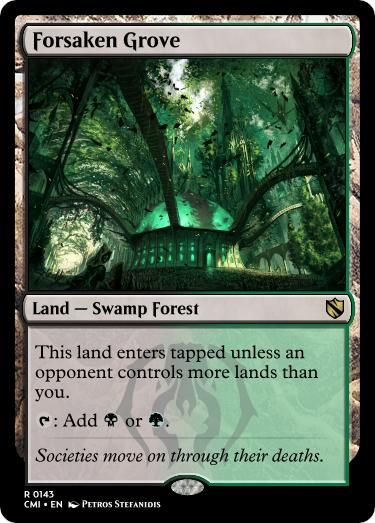 Forsaken Grove
Land — Swamp Forest
This land enters tapped unless an
opponent controls more lands than
you.
: Add or .
Societies move on through their deaths.
R 0143
CMI • EN Petros Stefanidis